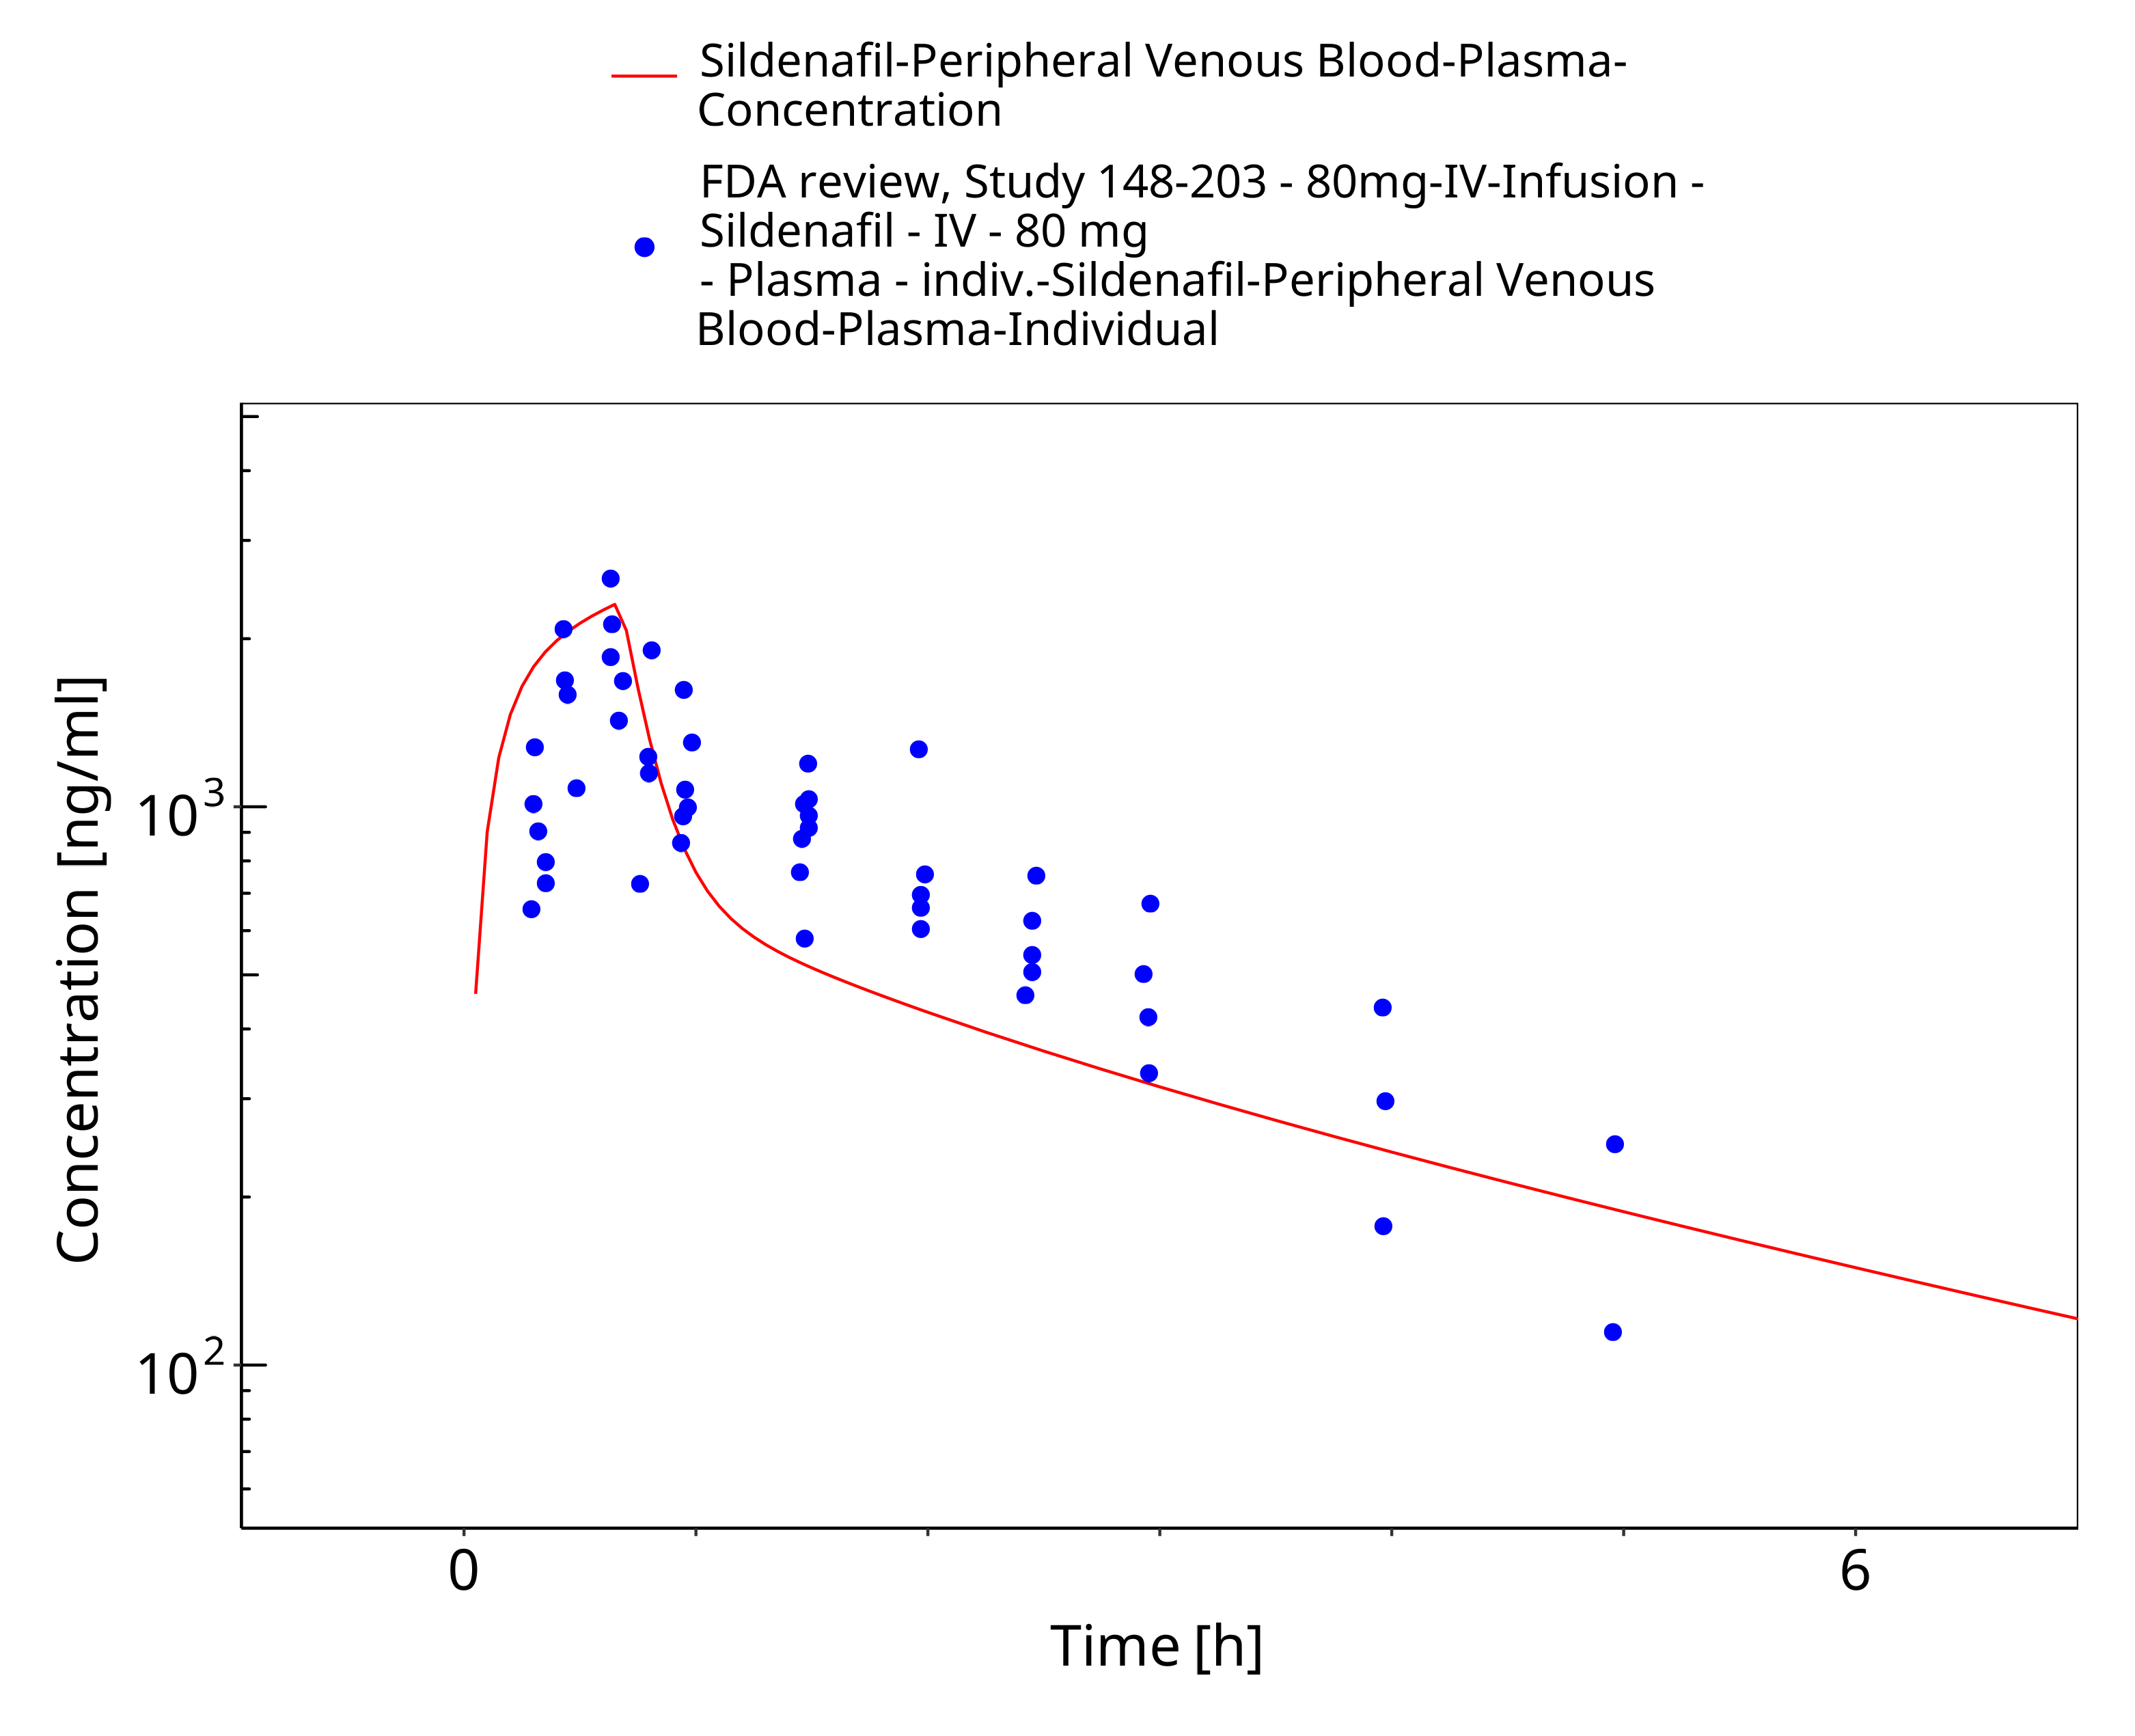 Sildenafil-Peripheral Venous Blood-Plasma-
Concentration
FDA review, Study 148-203 - 80mg-IV-Infusion -
Sildenafil - IV - 80 mg
- Plasma - indiv.-Sildenafil-Peripheral Venous
Blood-Plasma-Individual
Concentration [ng/ml]
10³
10²
0
6
Time [h]